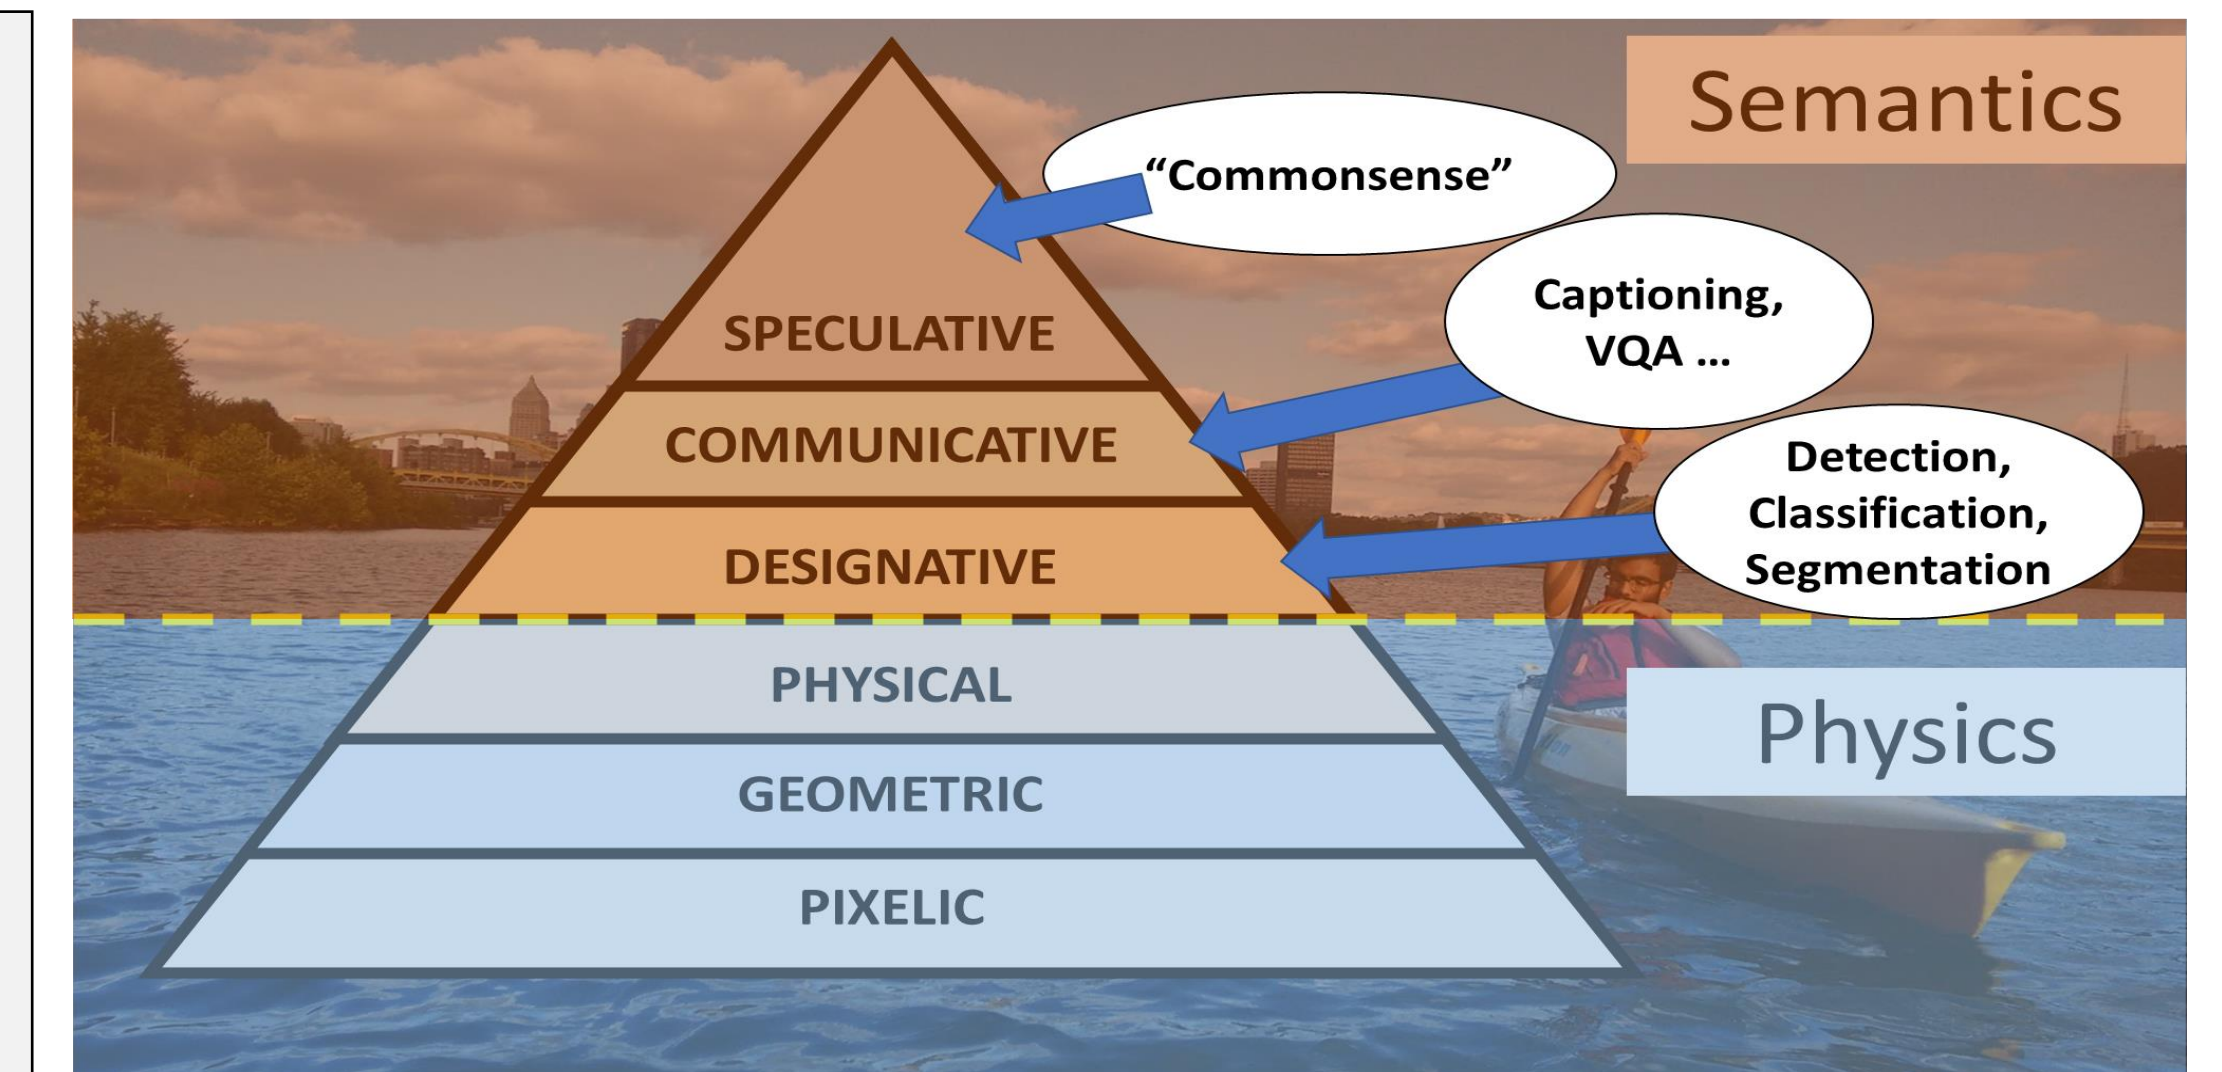 Semantics
“Commonsense”
Captioning,
VQA ...
SPECULATIVE
COMMUNICATIVE
Detection,
Classification,
Segmentation
DESIGNATIVE
PHYSICAL
Physics
GEOMETRIC
PIXELIC